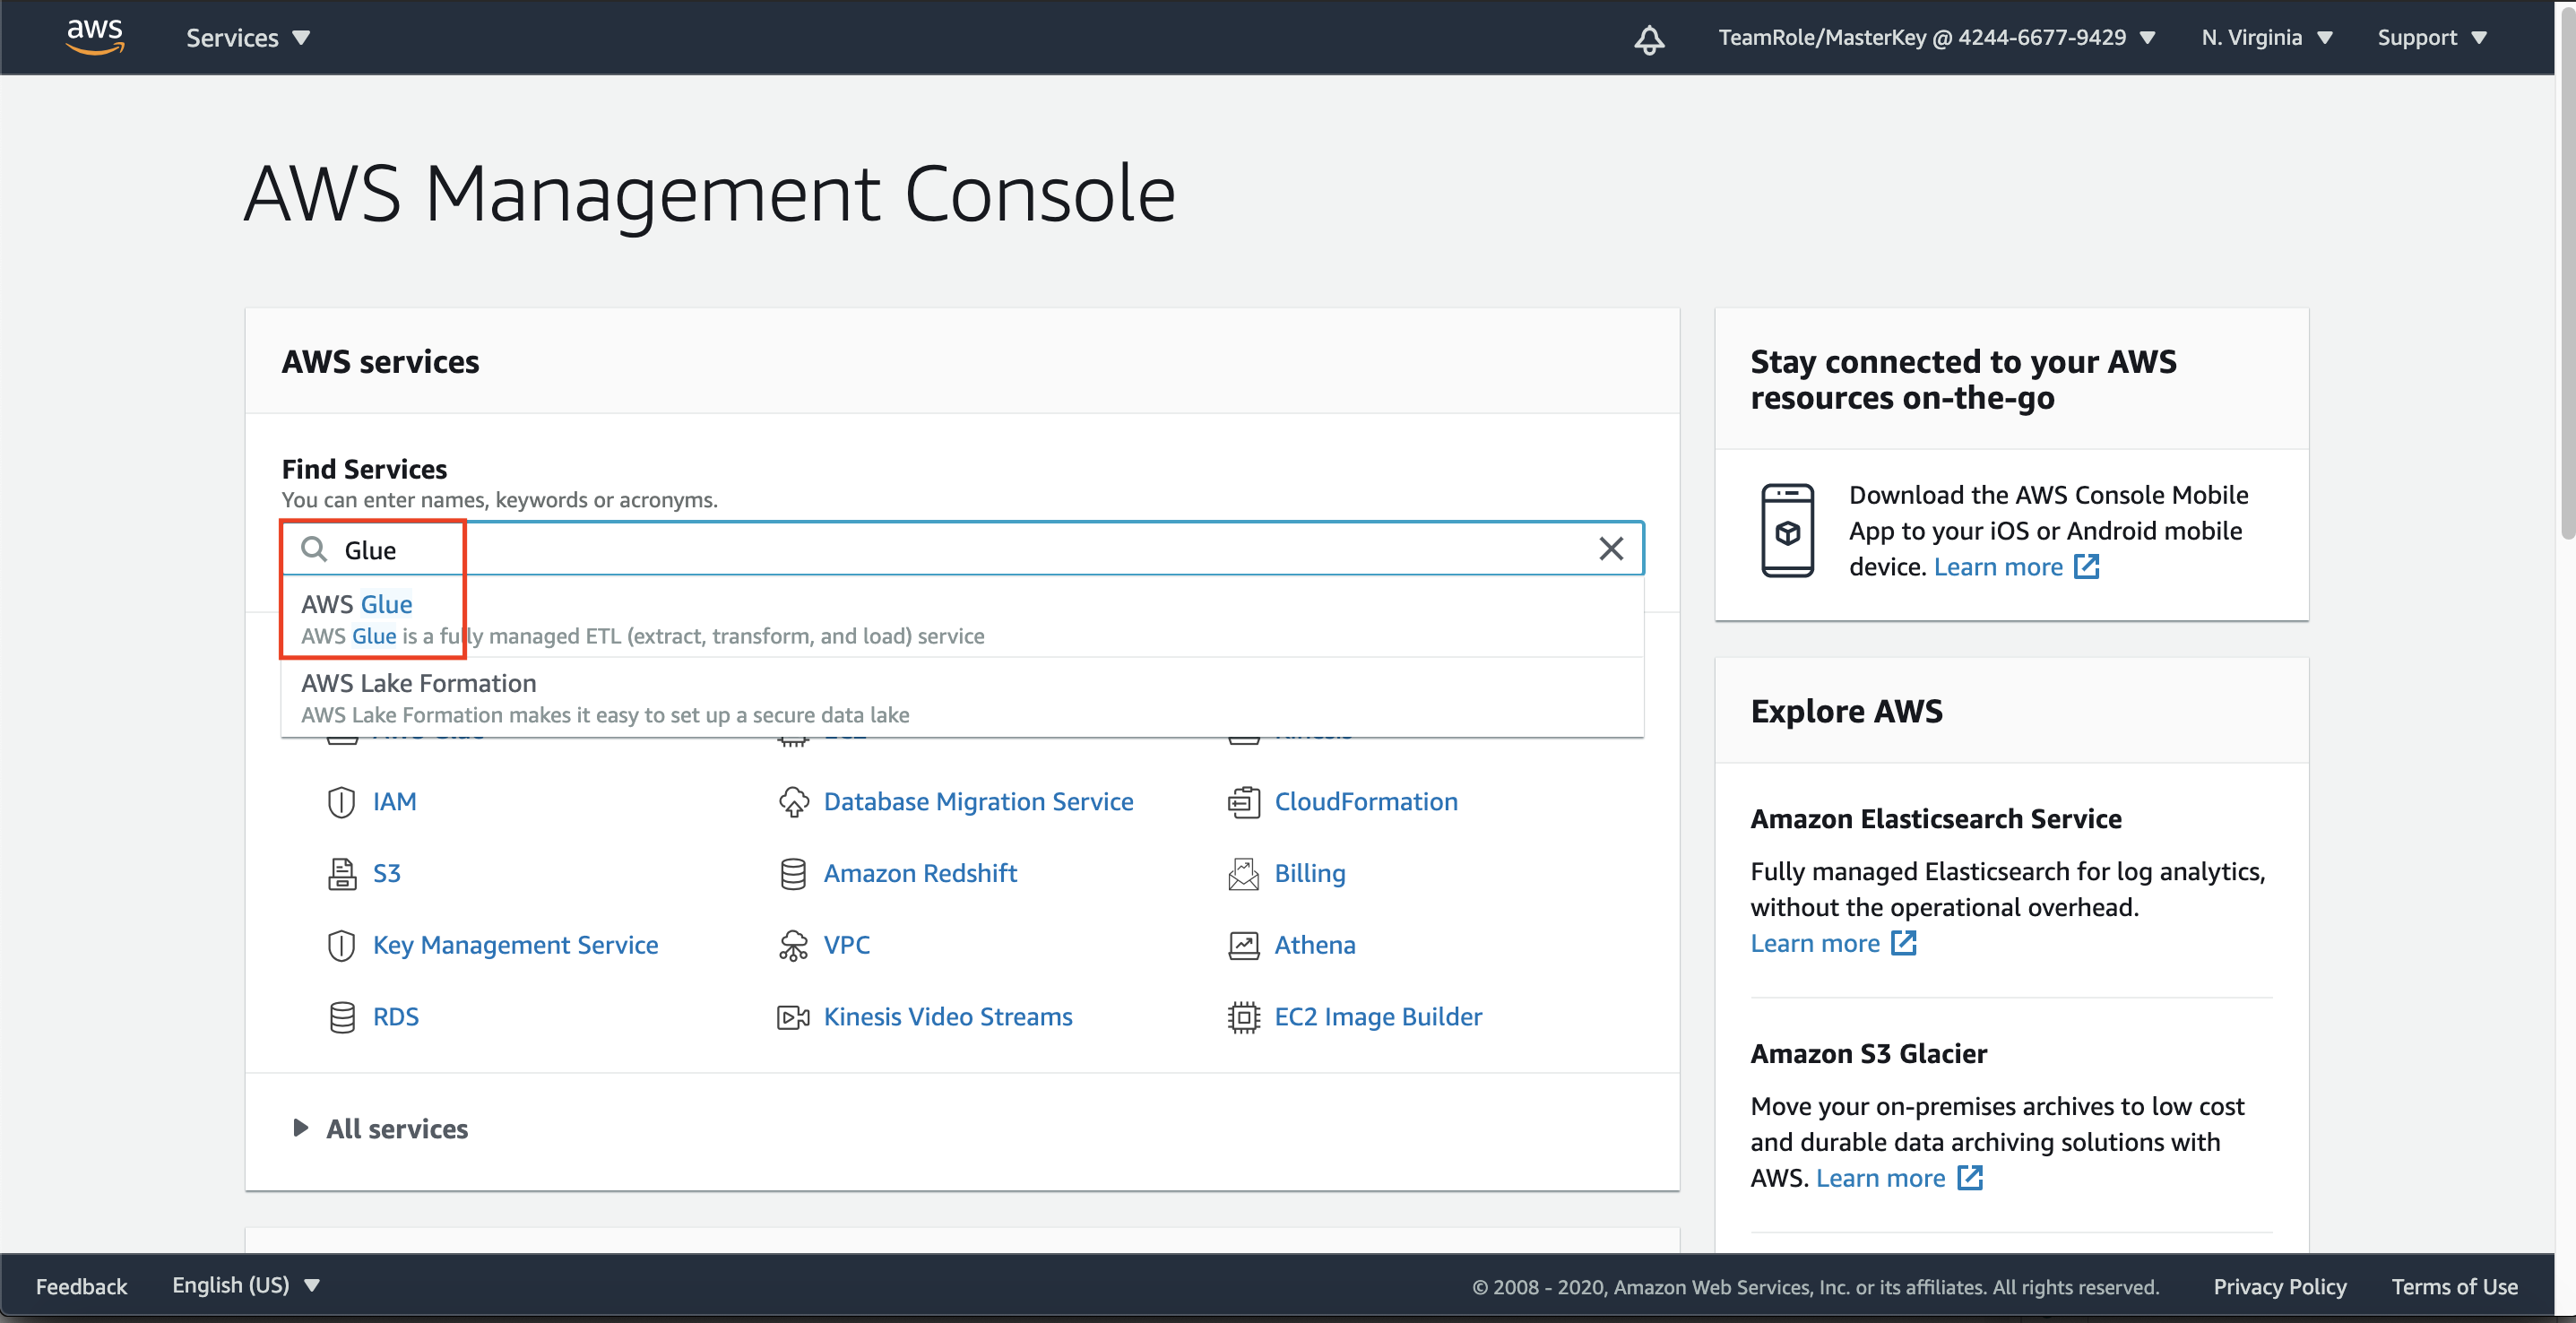 aws
Services
TeamRole/MasterKey @ 4244-6677-9429
N. Virginia
Support
AWS Management Console
AWS services
Find Services
You can enter names, keywords or acronyms.
Glue
AWS Glue
AWS Glue is a fully managed ETL (extract, transform, and load) service
AWS Lake Formation
AWS Lake Formation makes it easy to set up a secure data lake
IAM
Database Migration Service
CloudFormation
S3
Amazon Redshift
Billing
Key Management Service
VPC
Athena
RDS
Kinesis Video Streams
EC2 Image Builder
All services
Stay connected to your AWS
resources on-the-go
Download the AWS Console Mobile
App to your iOS or Android mobile
device. Learn more
Explore AWS
Amazon Elasticsearch Service
Fully managed Elasticsearch for log analytics,
without the operational overhead.
Learn more
Amazon S3 Glacier
Move your on-premises archives to low cost
and durable data archiving solutions with
AWS. Learn more
Feedback
English (US)
© 2008 - 2020, Amazon Web Services, Inc. or its affiliates. All rights reserved.
Privacy Policy
Terms of Use